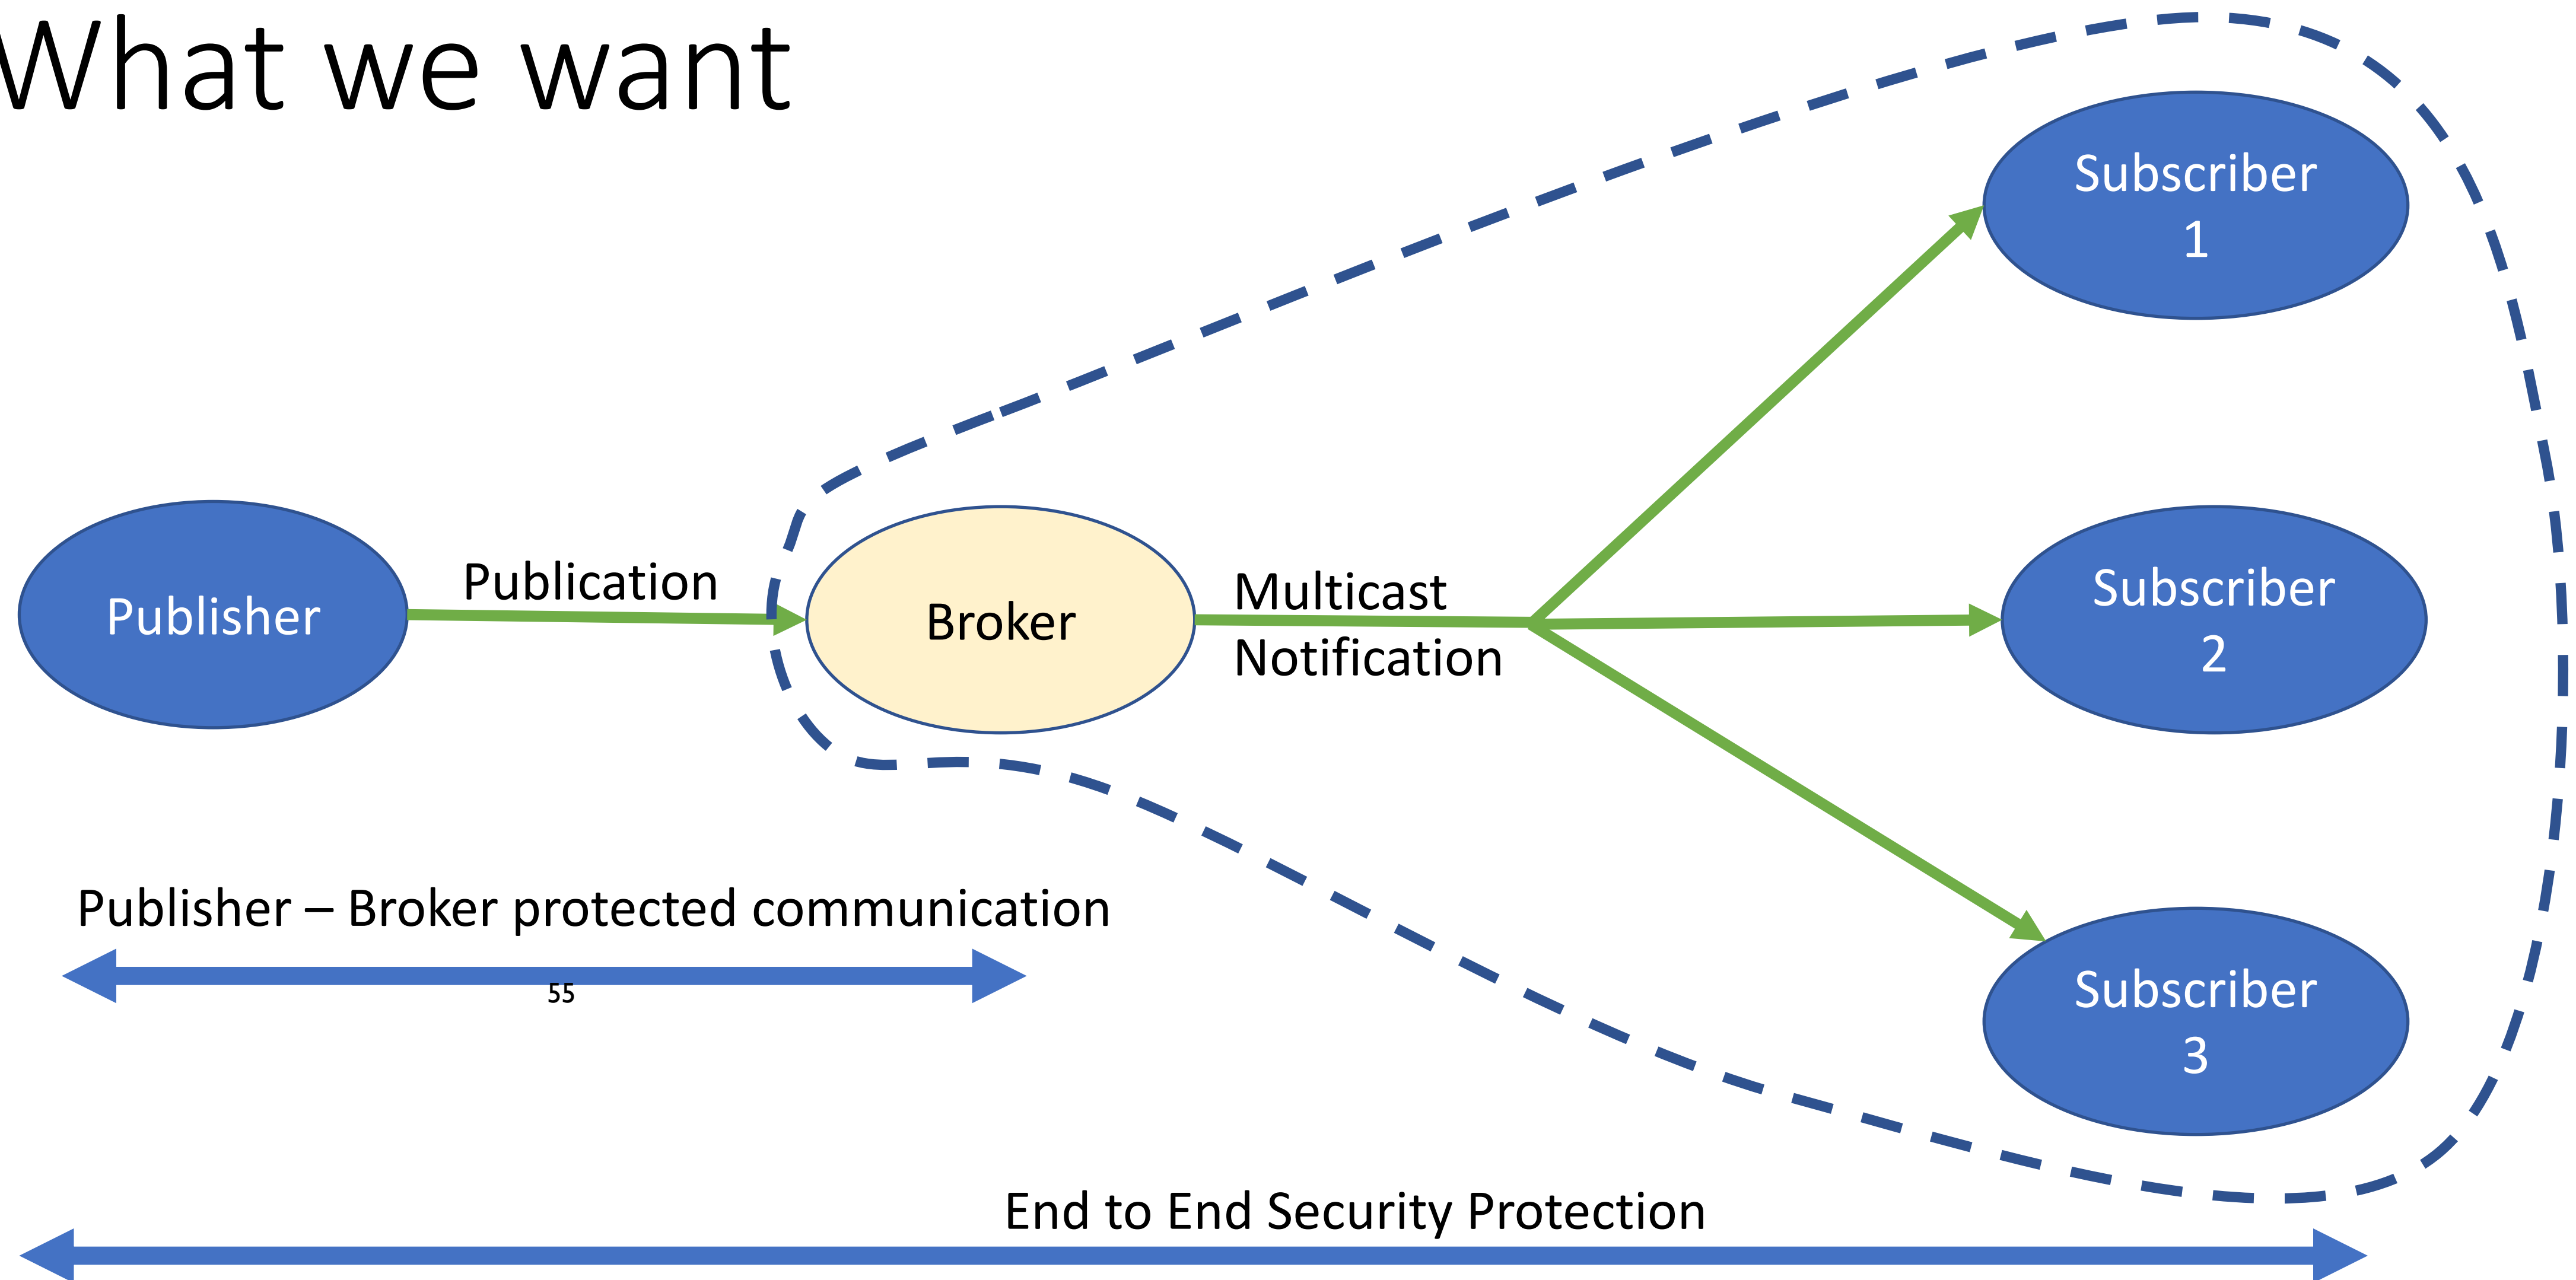 What we want
Subscriber
1
Publisher
Publication
Broker
Multicast
Notification
Subscriber
2
Publisher – Broker protected communication
55
Subscriber
3
End to End Security Protection